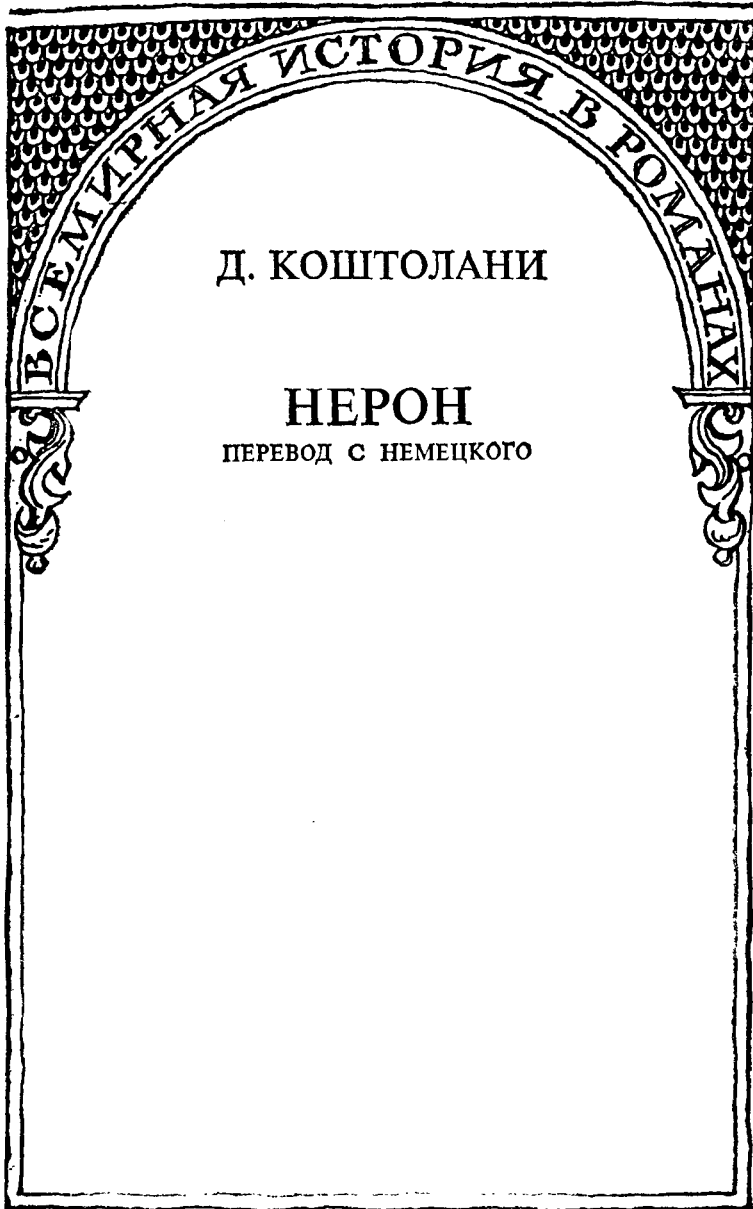 ВСЕМИРНАЯ ИСТОРИЯ В РОМАНАХ
Д. КОШТОЛАНИ
НЕРОН
ПЕРЕВОД С НЕМЕЦКОГО